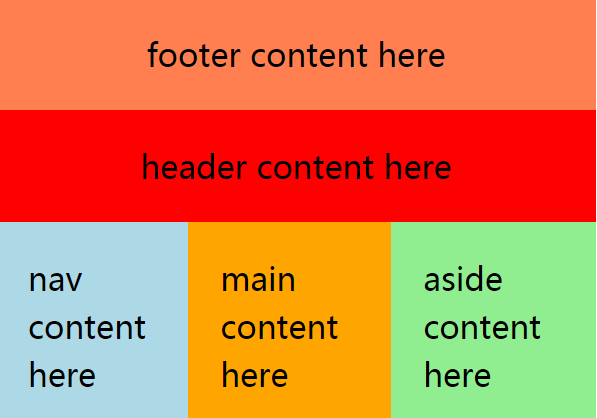 footer content here
header content here
nav
content
here
main
content
here
aside
content
here